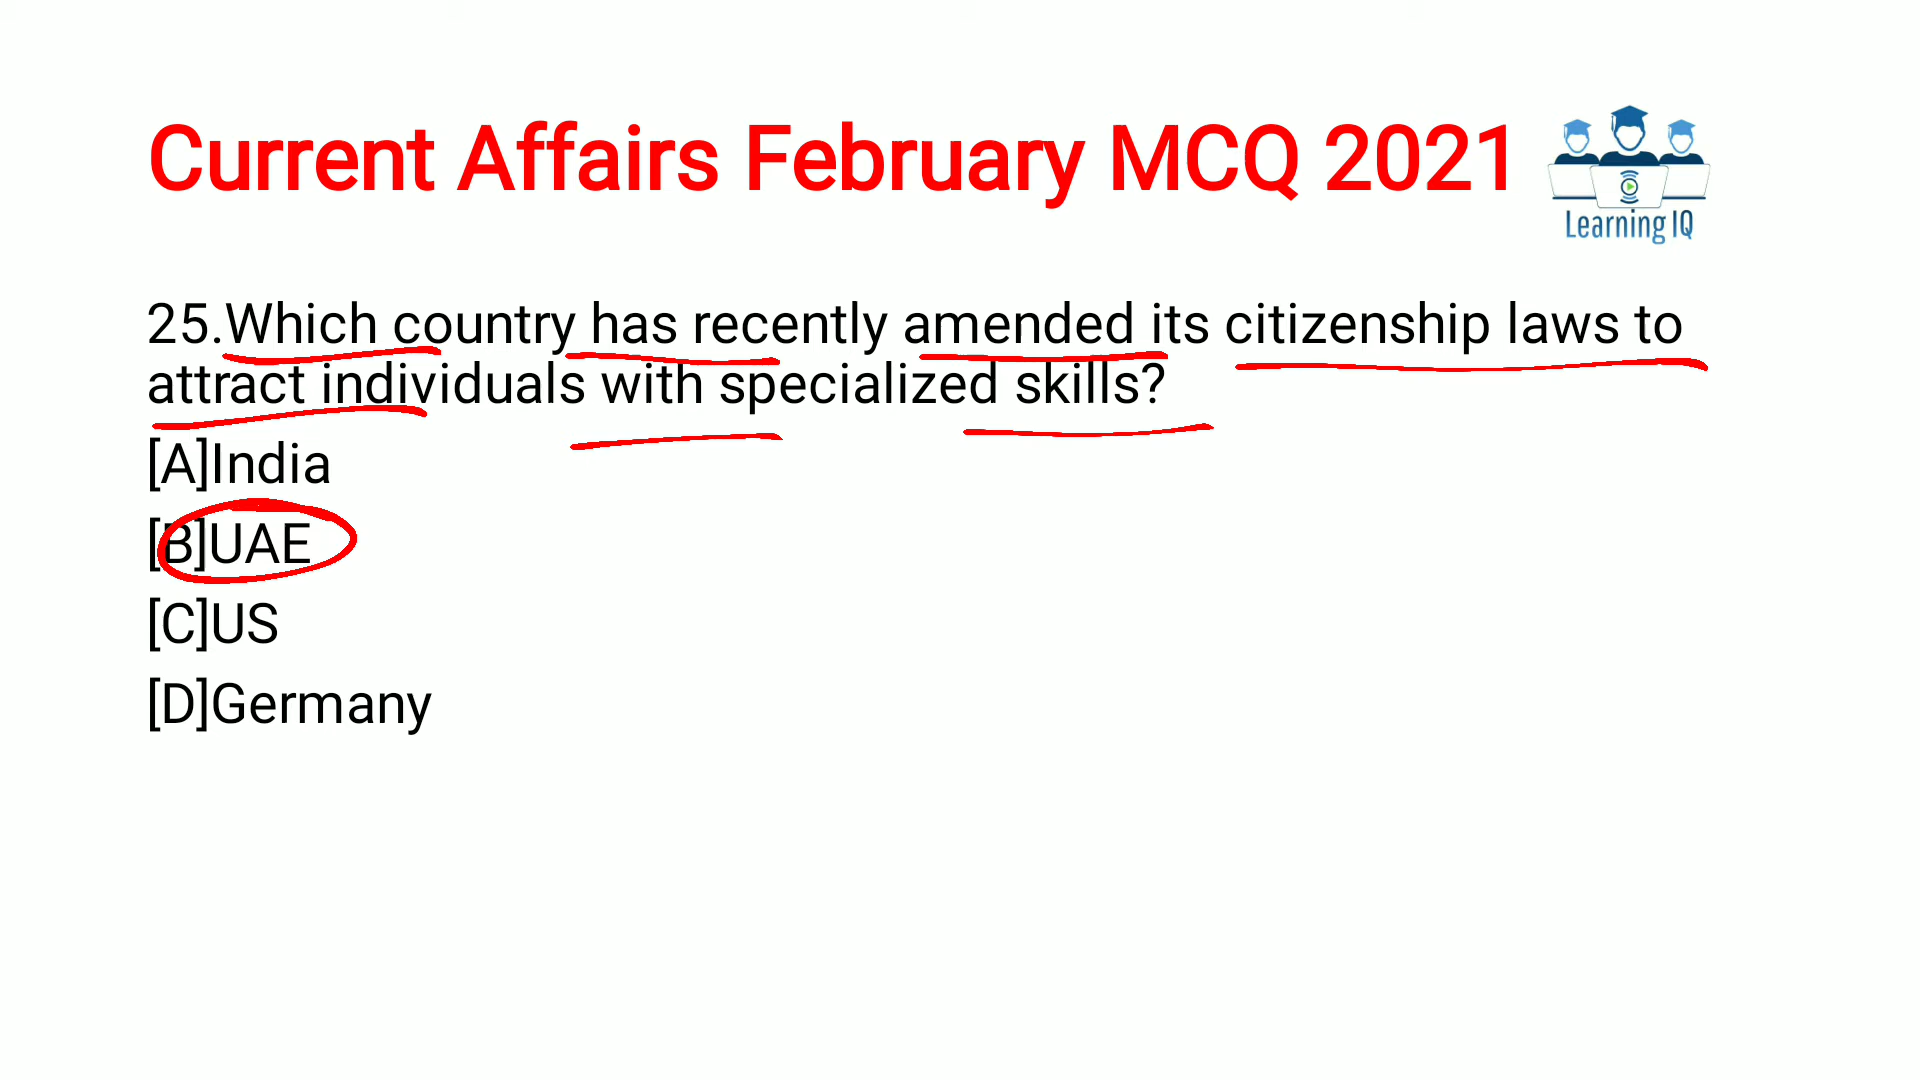 Current Affairs February MCQ 2021
Learning IQ
25.Which country has recently amended its citizenship laws to
attract individuals with specialized skills?
[A]India
[B]UAE
[C]US
[D]Germany